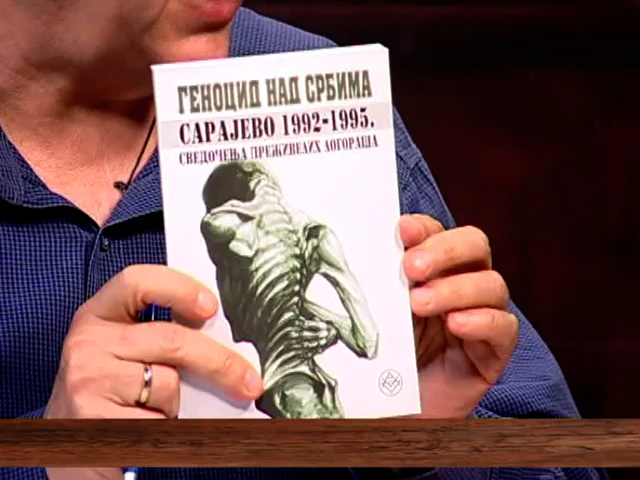 ГЕНОЦИД НАД СРБИМА
САРАЈЕВО 1992-1995.
СВЕДОЧЕЊА ПРЕЖИВЕЛИХ ЛОГОРАША